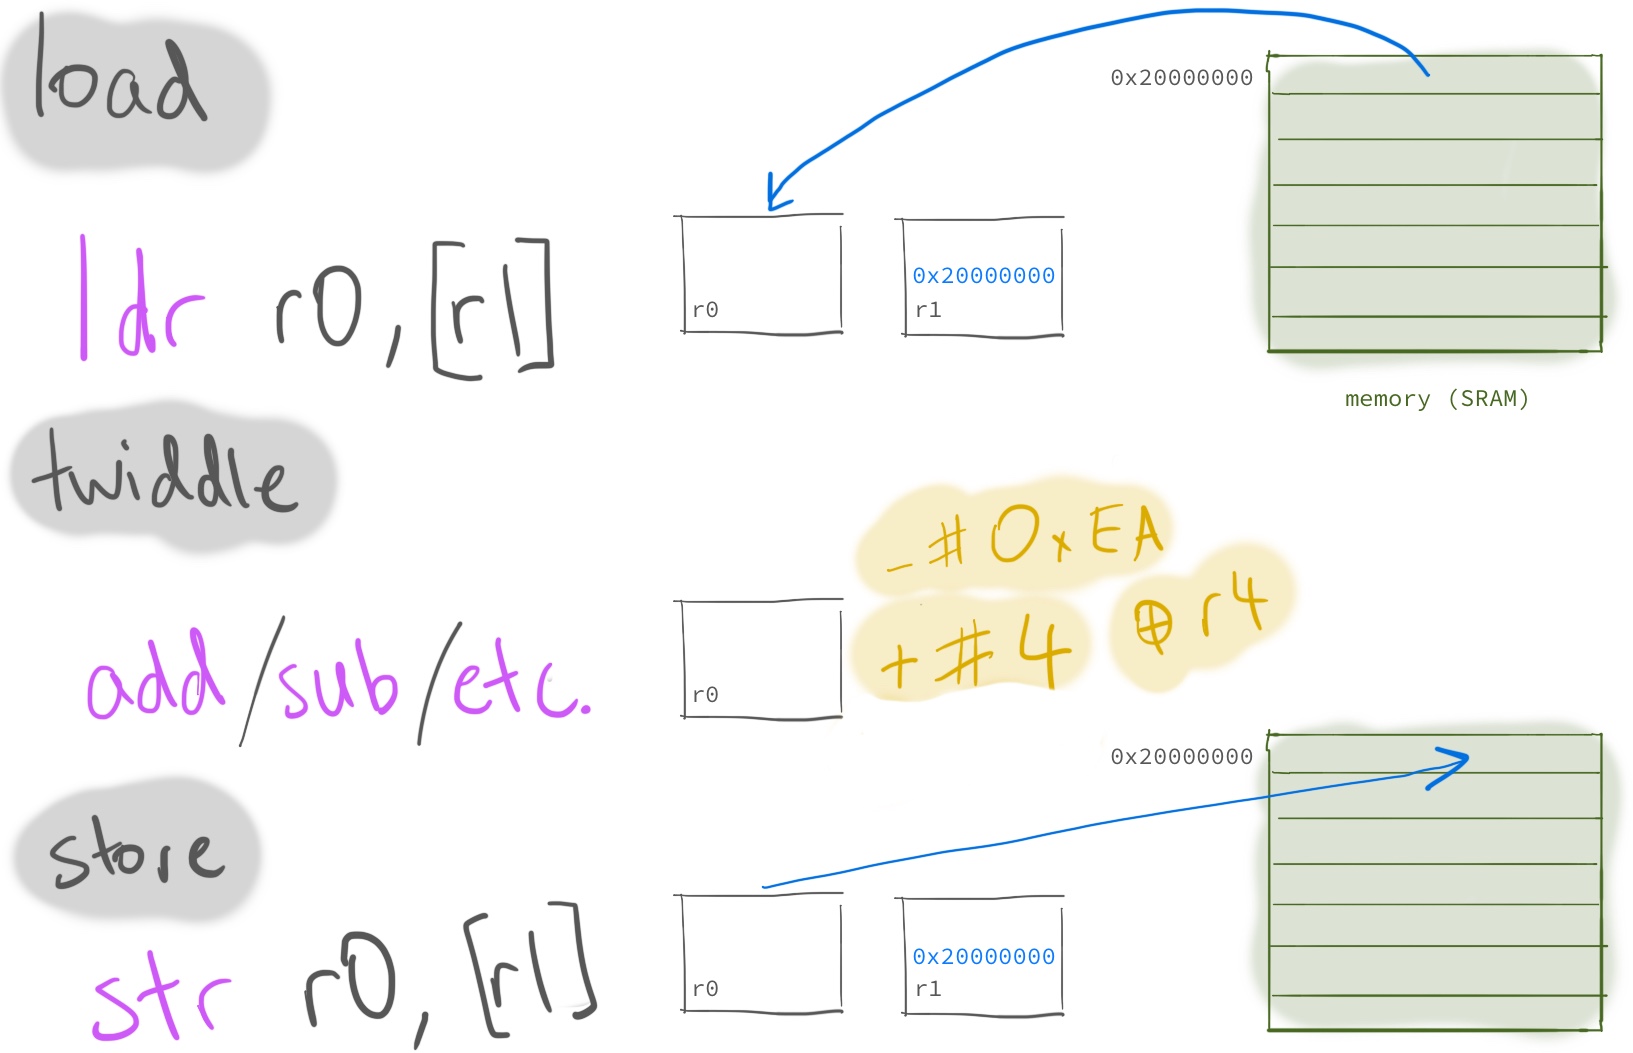 load
0x20000000
ldr r0, [r1]
r0
0x20000000
r1
memory (SRAM)
twiddle
-#0xEA
add/sub/etc.
r0
+#4
⊕r4
0x20000000
store
str r0, [r1]
r0
0x20000000
r1